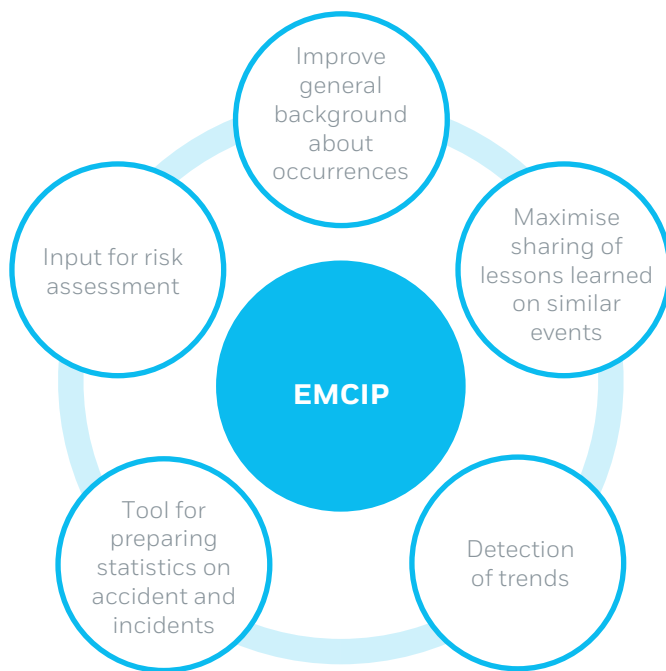 Improve
general
background
about
occurrences
Maximise
sharing of
lessons learned
on similar
events
Input for risk
assessment
EMCIP
Tool for
preparing
statistics on
accident and
incidents
Detection
of trends